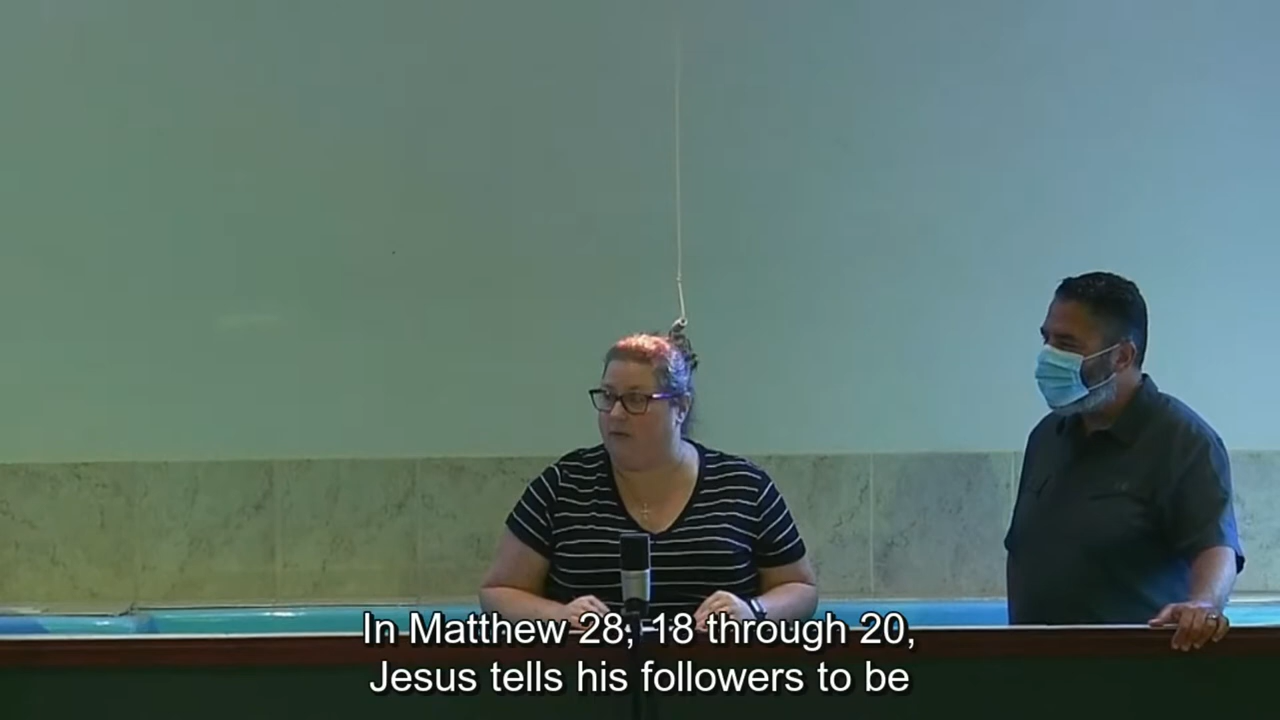 In Matthew 28, 18 through 20,
Jesus tells his followers to be